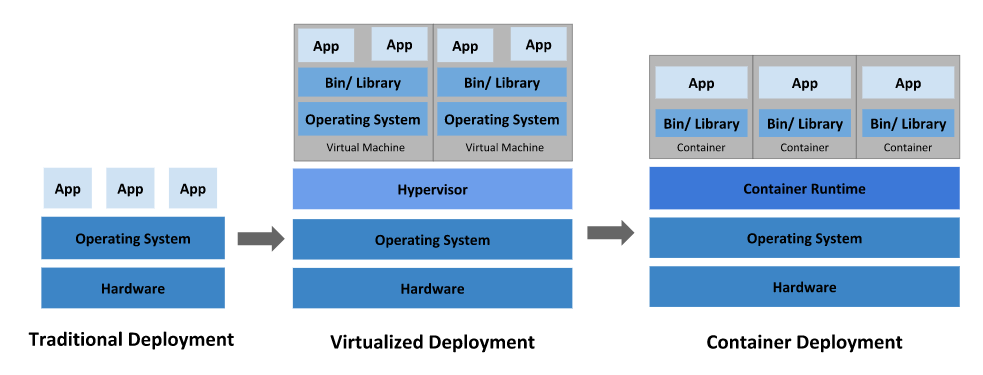 App
App
App
Operating System
Hardware
Traditional Deployment
App
App
Bin/ Library
Operating System
Virtual Machine
App
App
Bin/ Library
Operating System
Virtual Machine
Hypervisor
Operating System
Hardware
Virtualized Deployment
App
Bin/ Library
Container
App
Bin/ Library
Container
App
Bin/ Library
Container
Container Runtime
Operating System
Hardware
Container Deployment